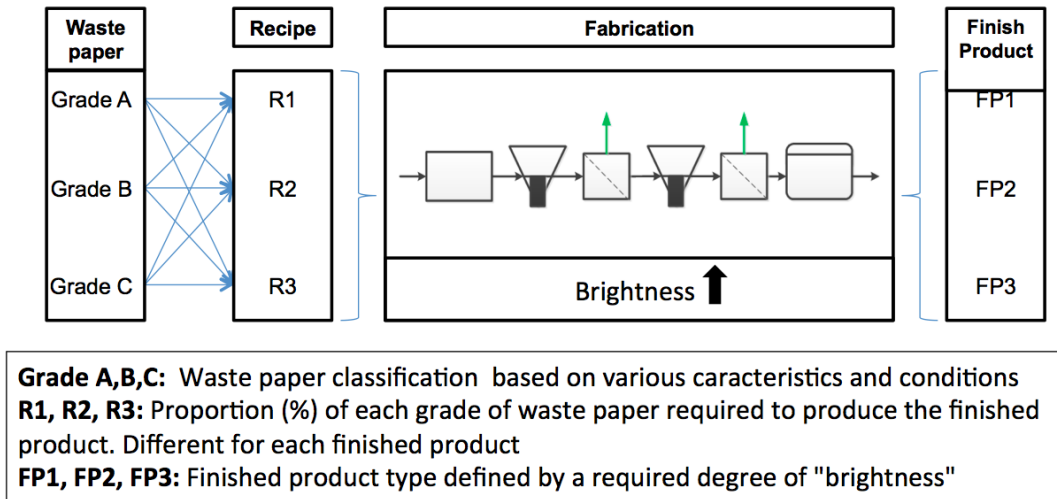 Waste paper
Recipe
Fabrication
Finish Product
Grade A
R1
FP1
Grade B
R2
FP2
Grade C
R3
FP3
Brightness
Grade A,B,C: Waste paper classification based on various caracteristics and conditions
R1, R2, R3: Proportion (%) of each grade of waste paper required to produce the finished
product. Different for each finished product
FP1, FP2, FP3: Finished product type defined by a required degree of "brightness"